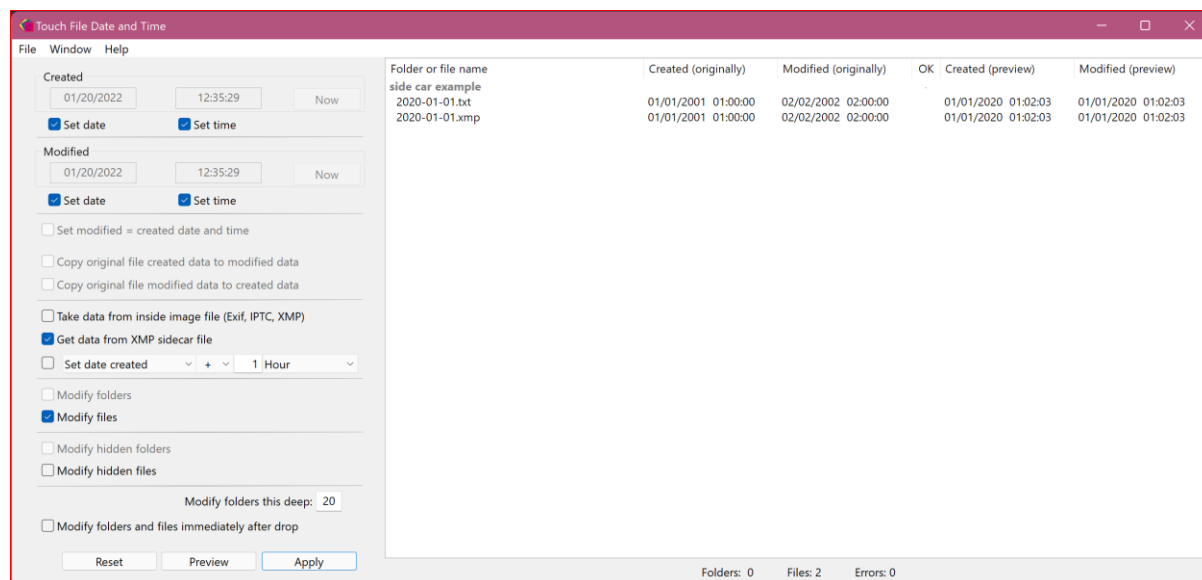 Touch File Date and Time
File Window Help
Created
01/20/2022 12:35:29 Now
Set date Set time
Modified
01/20/2022 12:35:29 Now
Set date Set time
Set modified = created date and time
Copy original file created data to modified data
Copy original file modified data to created data
Take data from inside image file (Exif, IPTC, XMP)
Get data from XMP sidecar file
Set date created + 1 Hour
Modify folders
Modify files
Modify hidden folders
Modify hidden files
Modify folders this deep: 20
Modify folders and files immediately after drop
Reset Preview Apply
Folder or file name Created (originally) Modified (originally) OK Created (preview) Modified (preview)
side car example
2020-01-01.txt 01/01/2001 01:00:00 02/02/2002 02:00:00 01/01/2020 01:02:03 01/01/2020 01:02:03
2020-01-01.xmp 01/01/2001 01:00:00 02/02/2002 02:00:00 01/01/2020 01:02:03 01/01/2020 01:02:03
Folders: 0 Files: 2 Errors: 0